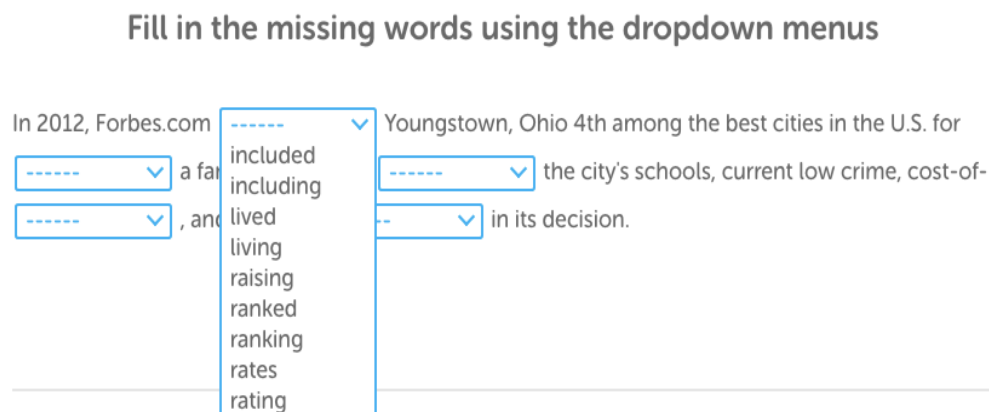 Fill in the missing words using the dropdown menus
In 2012, Forbes.com ------ Youngstown, Ohio 4th among the best cities in the U.S. for
------ a ------ the city's schools, current low crime, cost-of-
------ , -- in its decision.
included
including
lived
living
raising
ranked
ranking
rates
rating